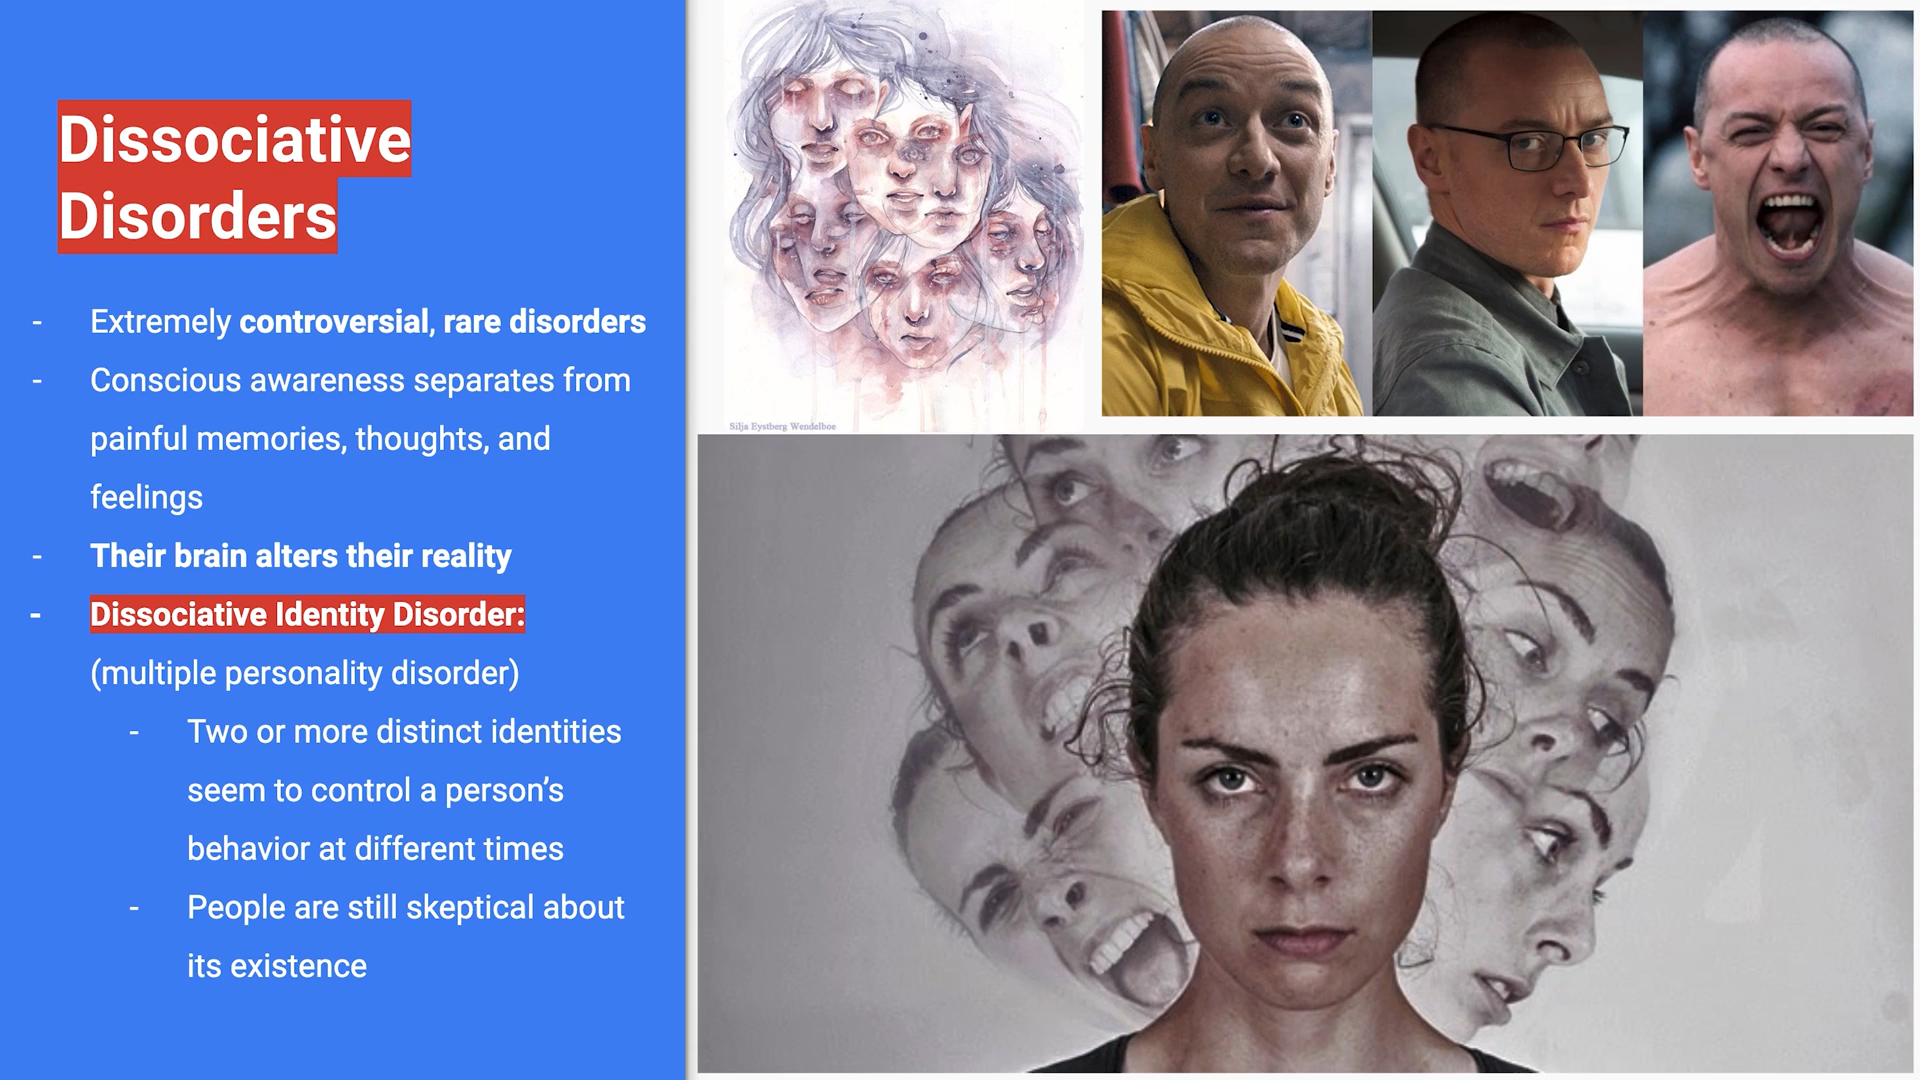 Dissociative
Disorders
- Extremely controversial, rare disorders
- Conscious awareness separates from
painful memories, thoughts, and
feelings
- Their brain alters their reality
- Dissociative Identity Disorder:
(multiple personality disorder)
- Two or more distinct identities
seem to control a person’s
behavior at different times
- People are still skeptical about
its existence
Silja Eystberg Wendelboe